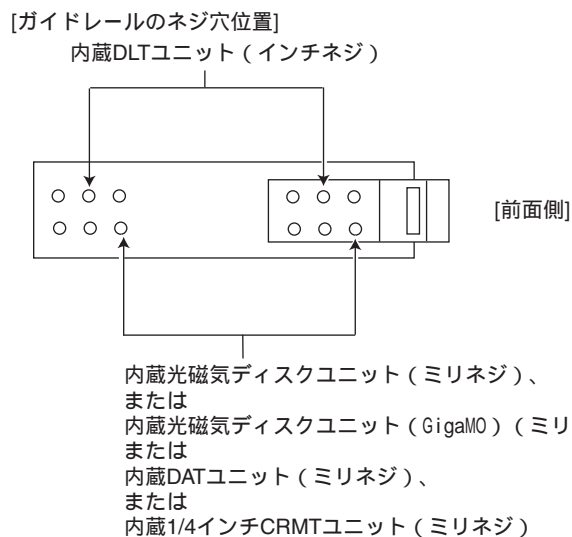 [ガイドレールのネジ穴位置]
内蔵DLTユニット（インチネジ）
[前面側]
内蔵光磁気ディスクユニット（ミリネジ）、
または
内蔵光磁気ディスクユニット（GigaMO）（ミリ
または
内蔵DATユニット（ミリネジ）、
または
内蔵1/4インチCRMTユニット（ミリネジ）